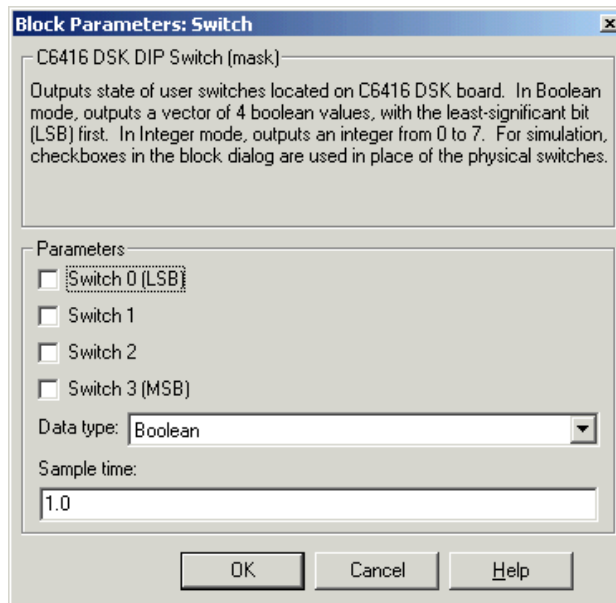 Block Parameters: Switch
C6416 DSK DIP Switch (mask)
Outputs state of user switches located on C6416 DSK board. In Boolean
mode, outputs a vector of 4 boolean values, with the least-significant bit
(LSB) first. In Integer mode, outputs an integer from 0 to 7. For simulation,
checkboxes in the block dialog are used in place of the physical switches.
Parameters
Switch 0 (LSB)
Switch 1
Switch 2
Switch 3 (MSB)
Data type: Boolean
Sample time:
1.0
OK Cancel Help